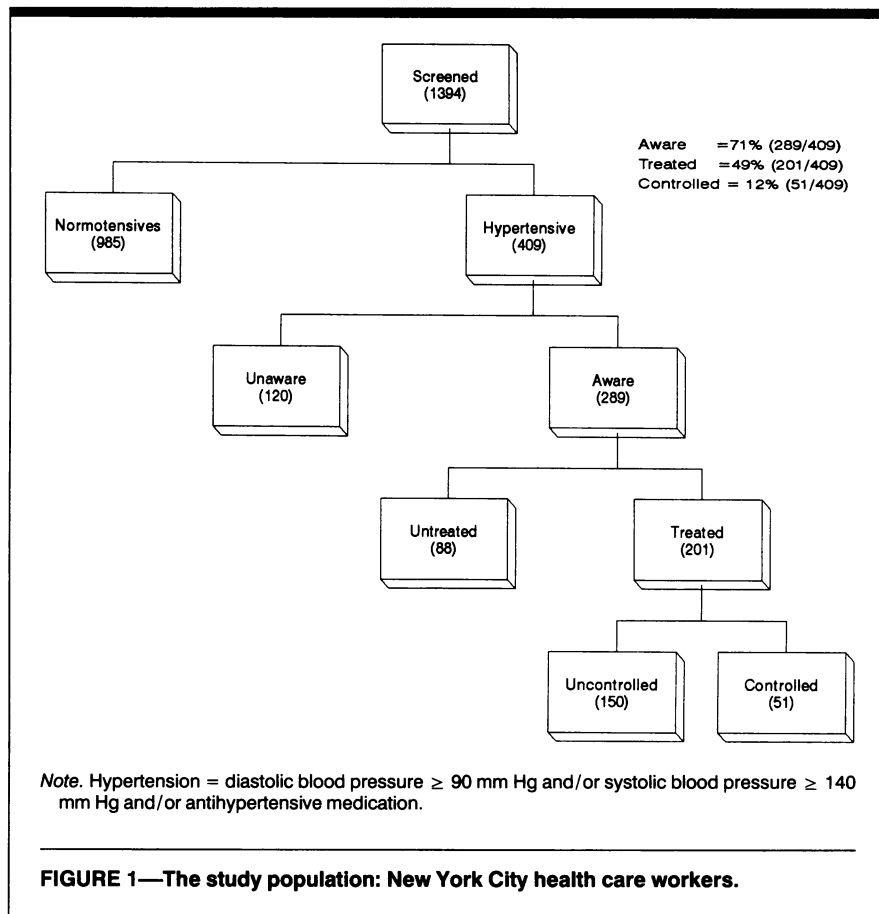 Screened
(1394)
Aware =71% (289/409)
Treated =49% (201/409)
Controlled = 12% (51/409)
Normotensives
(985)
Hypertensive
(409)
Unaware
(120)
Aware
(289)
Untreated
(88)
Treated
(201)
Uncontrolled
(150)
Controlled
(51)
Note. Hypertension = diastolic blood pressure ≥ 90 mm Hg and/or systolic blood pressure ≥ 140
mm Hg and/or antihypertensive medication.
FIGURE 1—The study population: New York City health care workers.